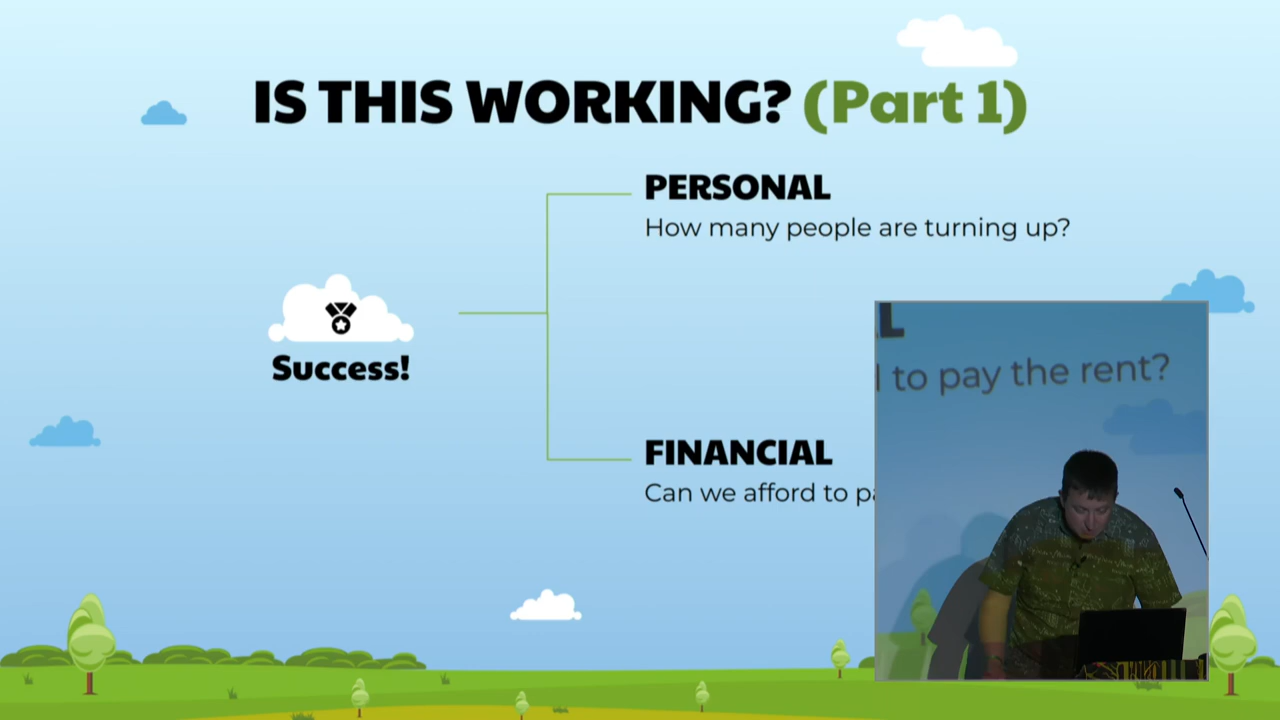 IS THIS WORKING? (Part 1)
PERSONAL
How many people are turning up?
Success!
FINANCIAL
Can we afford to pa
L
l to pay the rent?